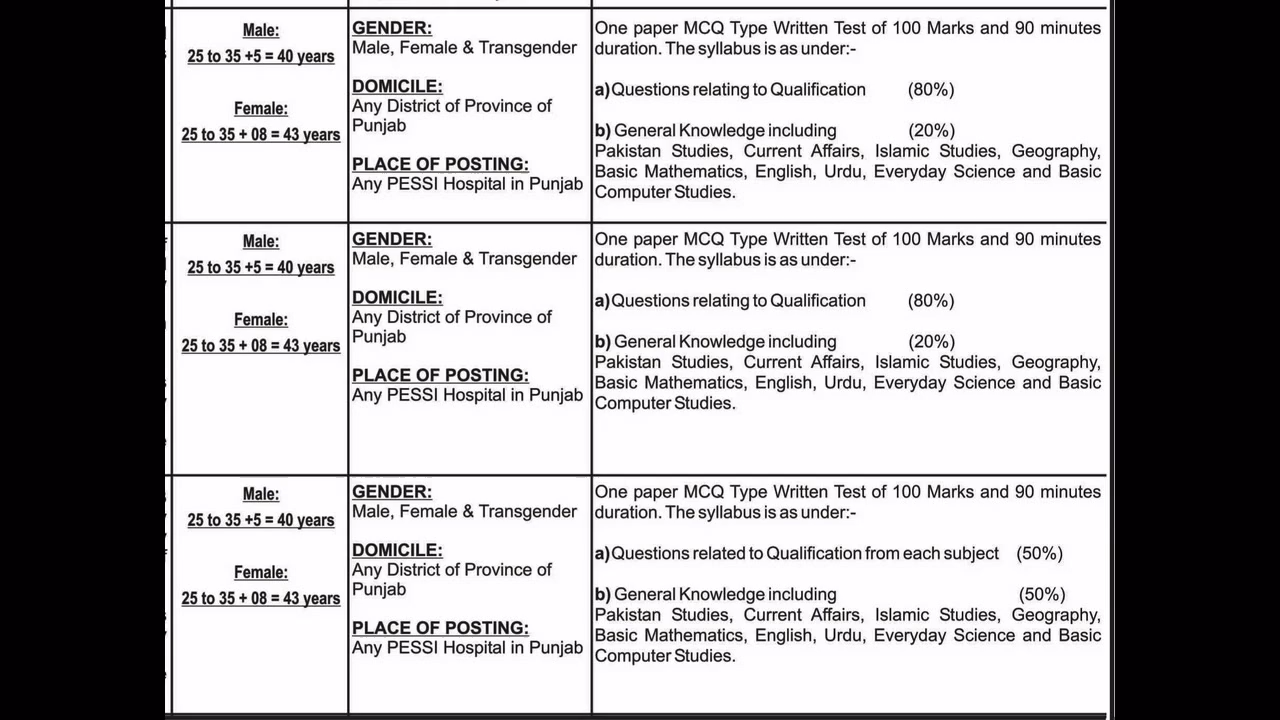 Male:
25 to 35 +5 = 40 years
Female:
25 to 35 + 08 = 43 years
GENDER:
Male, Female & Transgender
DOMICILE:
Any District of Province of
Punjab
PLACE OF POSTING:
Any PESSI Hospital in Punjab
One paper MCQ Type Written Test of 100 Marks and 90 minutes
duration. The syllabus is as under:-
a) Questions relating to Qualification (80%)
b) General Knowledge including (20%)
Pakistan Studies, Current Affairs, Islamic Studies, Geography,
Basic Mathematics, English, Urdu, Everyday Science and Basic
Computer Studies.
Male:
25 to 35 +5 = 40 years
Female:
25 to 35 + 08 = 43 years
GENDER:
Male, Female & Transgender
DOMICILE:
Any District of Province of
Punjab
PLACE OF POSTING:
Any PESSI Hospital in Punjab
One paper MCQ Type Written Test of 100 Marks and 90 minutes
duration. The syllabus is as under:-
a) Questions relating to Qualification (80%)
b) General Knowledge including (20%)
Pakistan Studies, Current Affairs, Islamic Studies, Geography,
Basic Mathematics, English, Urdu, Everyday Science and Basic
Computer Studies.
Male:
25 to 35 +5 = 40 years
Female:
25 to 35 + 08 = 43 years
GENDER:
Male, Female & Transgender
DOMICILE:
Any District of Province of
Punjab
PLACE OF POSTING:
Any PESSI Hospital in Punjab
One paper MCQ Type Written Test of 100 Marks and 90 minutes
duration. The syllabus is as under:-
a) Questions related to Qualification from each subject (50%)
b) General Knowledge including (50%)
Pakistan Studies, Current Affairs, Islamic Studies, Geography,
Basic Mathematics, English, Urdu, Everyday Science and Basic
Computer Studies.